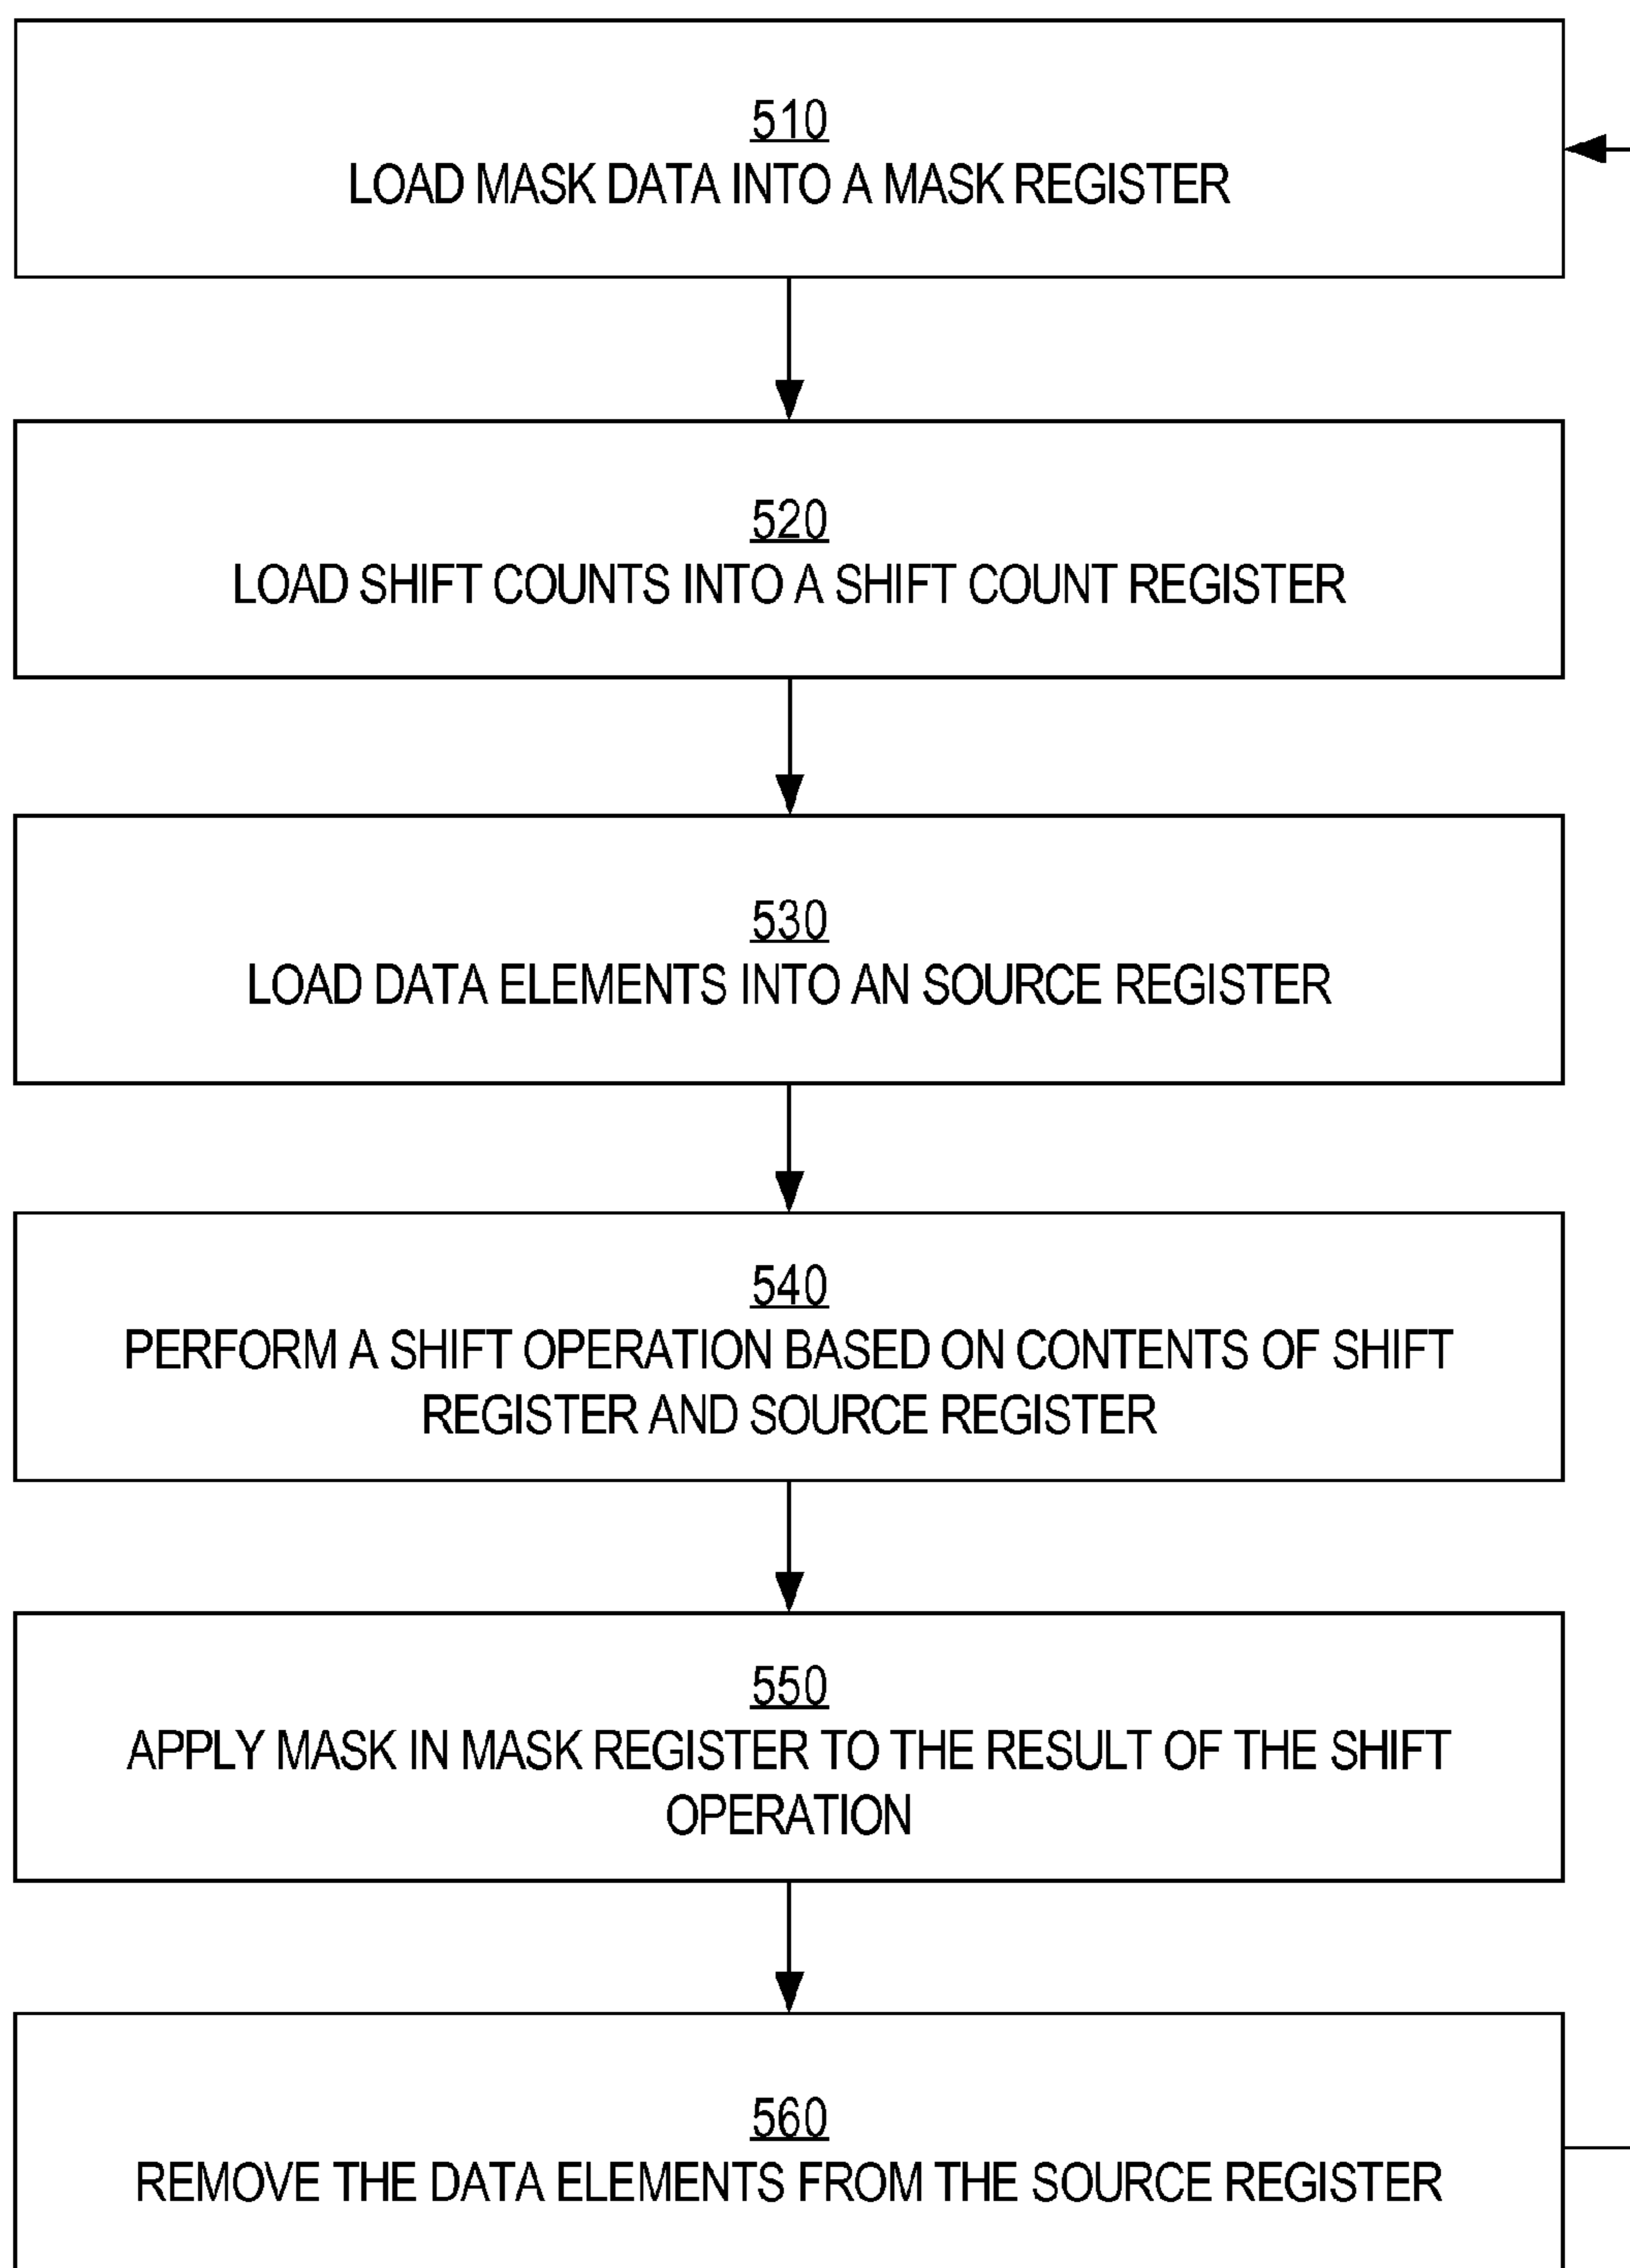 510
LOAD MASK DATA INTO A MASK REGISTER
520
LOAD SHIFT COUNTS INTO A SHIFT COUNT REGISTER
530
LOAD DATA ELEMENTS INTO AN SOURCE REGISTER
540
PERFORM A SHIFT OPERATION BASED ON CONTENTS OF SHIFT
REGISTER AND SOURCE REGISTER
550
APPLY MASK IN MASK REGISTER TO THE RESULT OF THE SHIFT
OPERATION
560
REMOVE THE DATA ELEMENTS FROM THE SOURCE REGISTER